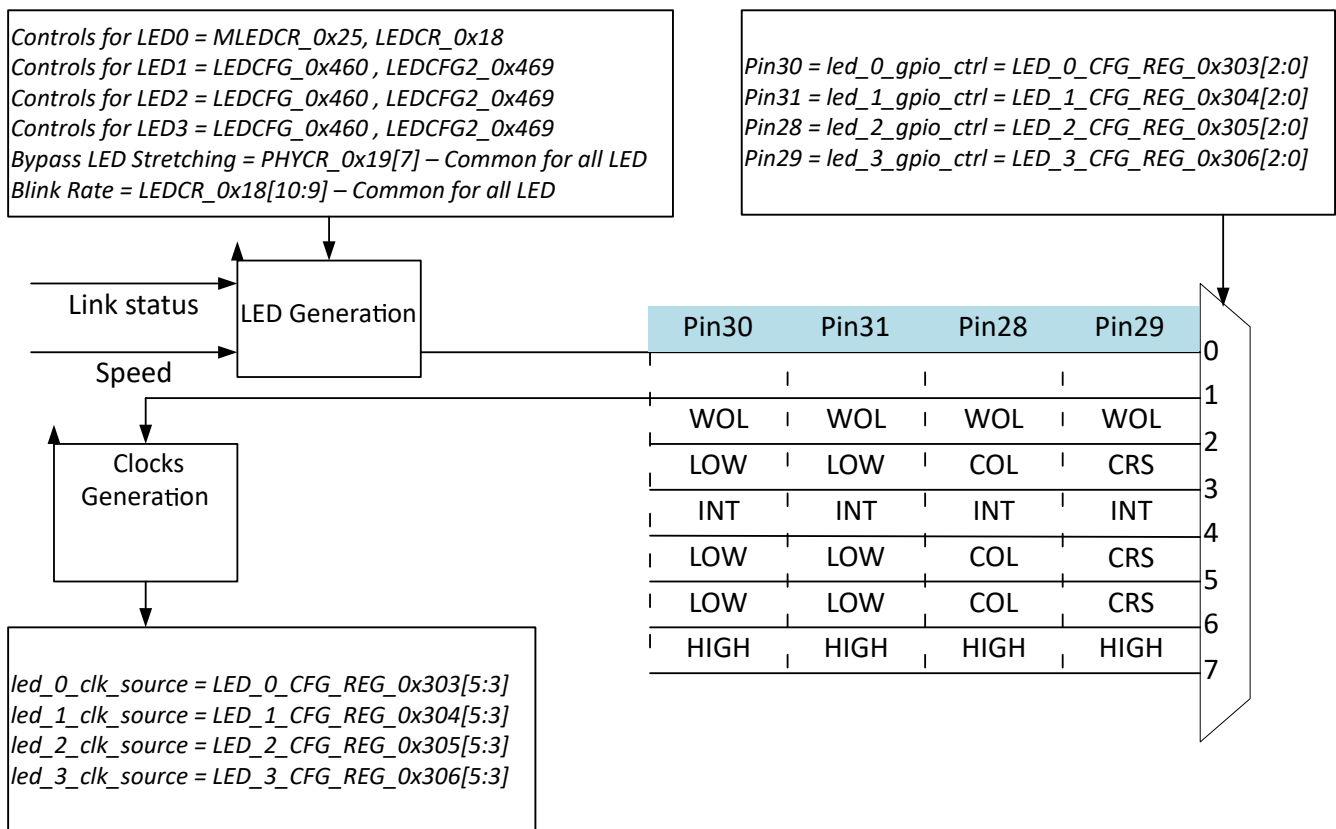 Controls for LED0 = MLEDCR_0x25, LEDCR_0x18
Controls for LED1 = LEDCFG_0x460 , LEDCFG2_0x469
Controls for LED2 = LEDCFG_0x460 , LEDCFG2_0x469
Controls for LED3 = LEDCFG_0x460 , LEDCFG2_0x469
Bypass LED Stretching = PHYCR_0x19[7] – Common for all LED
Blink Rate = LEDCR_0x18[10:9] – Common for all LED
Pin30 = led_0_gpio_ctrl = LED_0_CFG_REG_0x303[2:0]
Pin31 = led_1_gpio_ctrl = LED_1_CFG_REG_0x304[2:0]
Pin28 = led_2_gpio_ctrl = LED_2_CFG_REG_0x305[2:0]
Pin29 = led_3_gpio_ctrl = LED_3_CFG_REG_0x306[2:0]
Link status
LED Generation
Speed
Pin30 Pin31 Pin28 Pin29
0
1
WOL WOL WOL WOL
2
LOW LOW COL CRS
3
INT INT INT INT
4
LOW LOW COL CRS
5
LOW LOW COL CRS
6
HIGH HIGH HIGH HIGH
7
Clocks
Generation
led_0_clk_source = LED_0_CFG_REG_0x303[5:3]
led_1_clk_source = LED_1_CFG_REG_0x304[5:3]
led_2_clk_source = LED_2_CFG_REG_0x305[5:3]
led_3_clk_source = LED_3_CFG_REG_0x306[5:3]